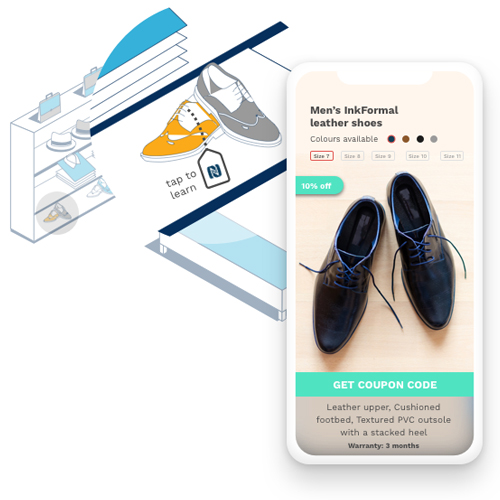 tap to
learn
Men's InkFormal
leather shoes
Colours available
Size 7 Size 8 Size 9 Size 10 Size 11
10% off
GET COUPON CODE
Leather upper, Cushioned
footbed, Textured PVC outsole
with a stacked heel
Warranty: 3 months